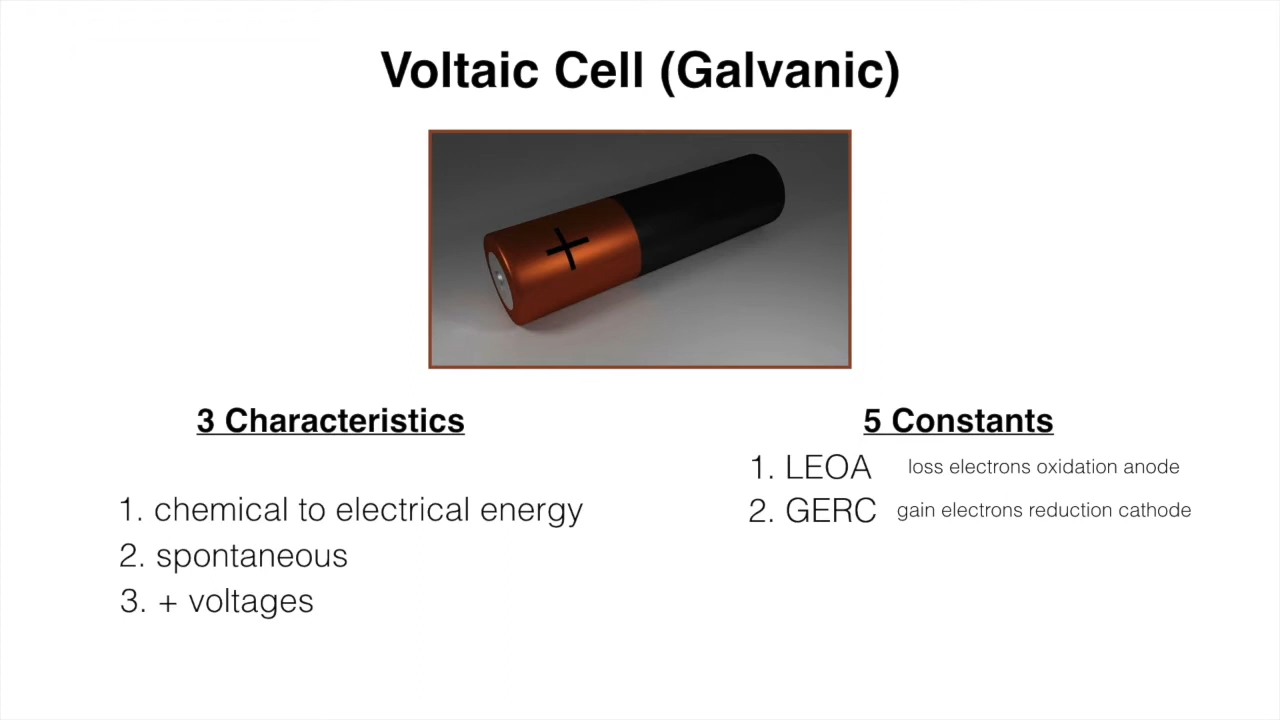 Voltaic Cell (Galvanic)
+
3 Characteristics
1. chemical to electrical energy
2. spontaneous
3. + voltages
5 Constants
1. LEOA loss electrons oxidation anode
2. GERC gain electrons reduction cathode